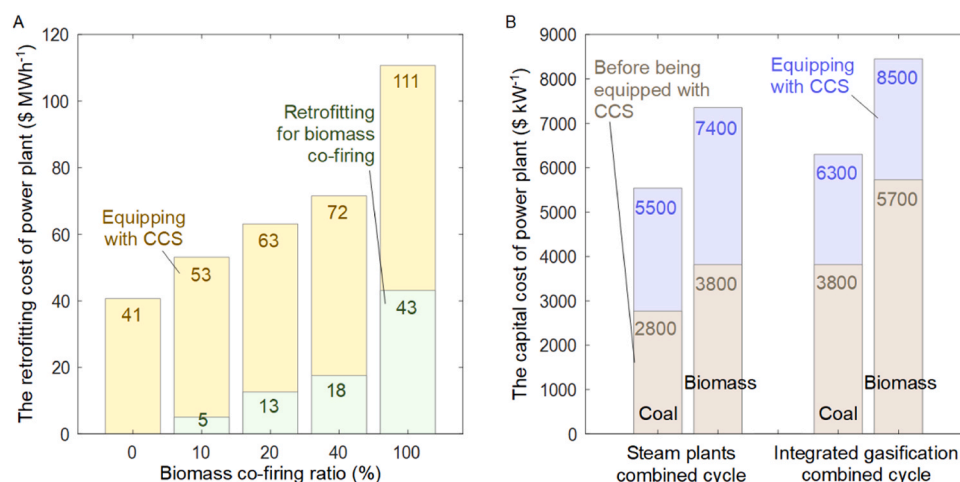 A
The retrofitting cost of power plant ($ MWh⁻¹)
120
100
80
60
40
20
0
111
Retrofitting
for biomass
co-firing
Equipping
with CCS
41
53
63
72
43
5
13
18
0
10
20
40
100
Biomass co-firing ratio (%)
B
The capital cost of power plant ($ kW⁻¹)
9000
8000
7000
6000
5000
4000
3000
2000
1000
0
Before being
equipped with
CCS
Equipping
with CCS
5500
7400
6300
8500
2800
3800
3800
5700
Coal
Biomass
Coal
Biomass
Steam plants
combined cycle
Integrated gasification
combined cycle